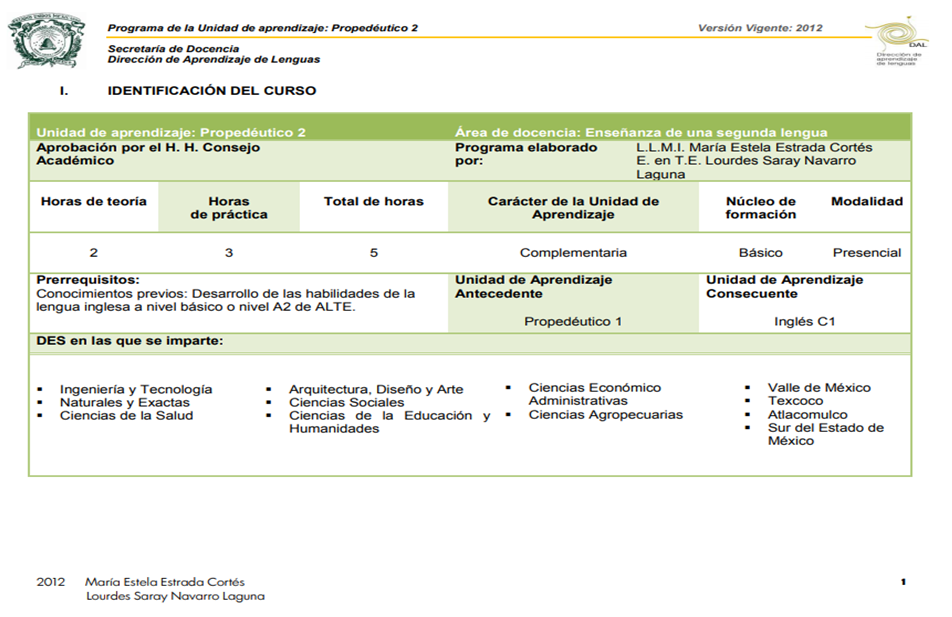 Programa de la Unidad de aprendizaje: Propedéutico 2
Versión Vigente: 2012
Secretaría de Docencia
Dirección de Aprendizaje de Lenguas
DAL
Dirección de
aprendizaje
de lenguas
I. IDENTIFICACIÓN DEL CURSO
Unidad de aprendizaje: Propedéutico 2
Área de docencia: Enseñanza de una segunda lengua
Aprobación por el H. H. Consejo
Académico
Programa elaborado
por:
L.L.M.I. María Estela Estrada Cortés
E. en T.E. Lourdes Saray Navarro
Laguna
Horas de teoría
Horas
de práctica
Total de horas
Carácter de la Unidad de
Aprendizaje
Núcleo de
formación
Modalidad
2
3
5
Complementaria
Básico
Presencial
Prerrequisitos:
Conocimientos previos: Desarrollo de las habilidades de la
lengua inglesa a nivel básico o nivel A2 de ALTE.
Unidad de Aprendizaje
Antecedente
Propedéutico 1
Unidad de Aprendizaje
Consecuente
Inglés C1
DES en las que se imparte:
▪ Ingeniería y Tecnología
▪ Naturales y Exactas
▪ Ciencias de la Salud
▪ Arquitectura, Diseño y Arte
▪ Ciencias Sociales
▪ Ciencias de la Educación y
Humanidades
▪ Ciencias Económico
Administrativas
▪ Ciencias Agropecuarias
▪ Valle de México
▪ Texcoco
▪ Atlacomulco
▪ Sur del Estado de
México
2012 María Estela Estrada Cortés
Lourdes Saray Navarro Laguna
1